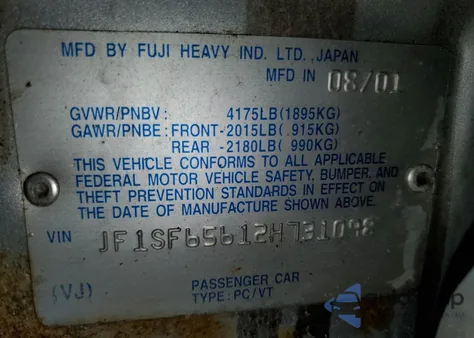 MFD BY FUJI HEAVY IND. LTD.,JAPAN
MFD IN 08/01
GVWR/PNBV : 4175LB(1895KG)
GAWR/PNBE: FRONT-2015LB( .915KG)
REAR -2180LB( 990KG)
THIS VEHICLE CONFORMS TO ALL APPLICABLE
FEDERAL MOTOR VEHICLE SAFETY, BUMPER, AND
THEFT PREVENTION STANDARDS IN EFFECT ON
THE DATE OF MANUFACTURE SHOWN ABOVE.
VIN JF1SF65612H731098
PASSENGER CAR
(VJ) TYPE: PC/VT